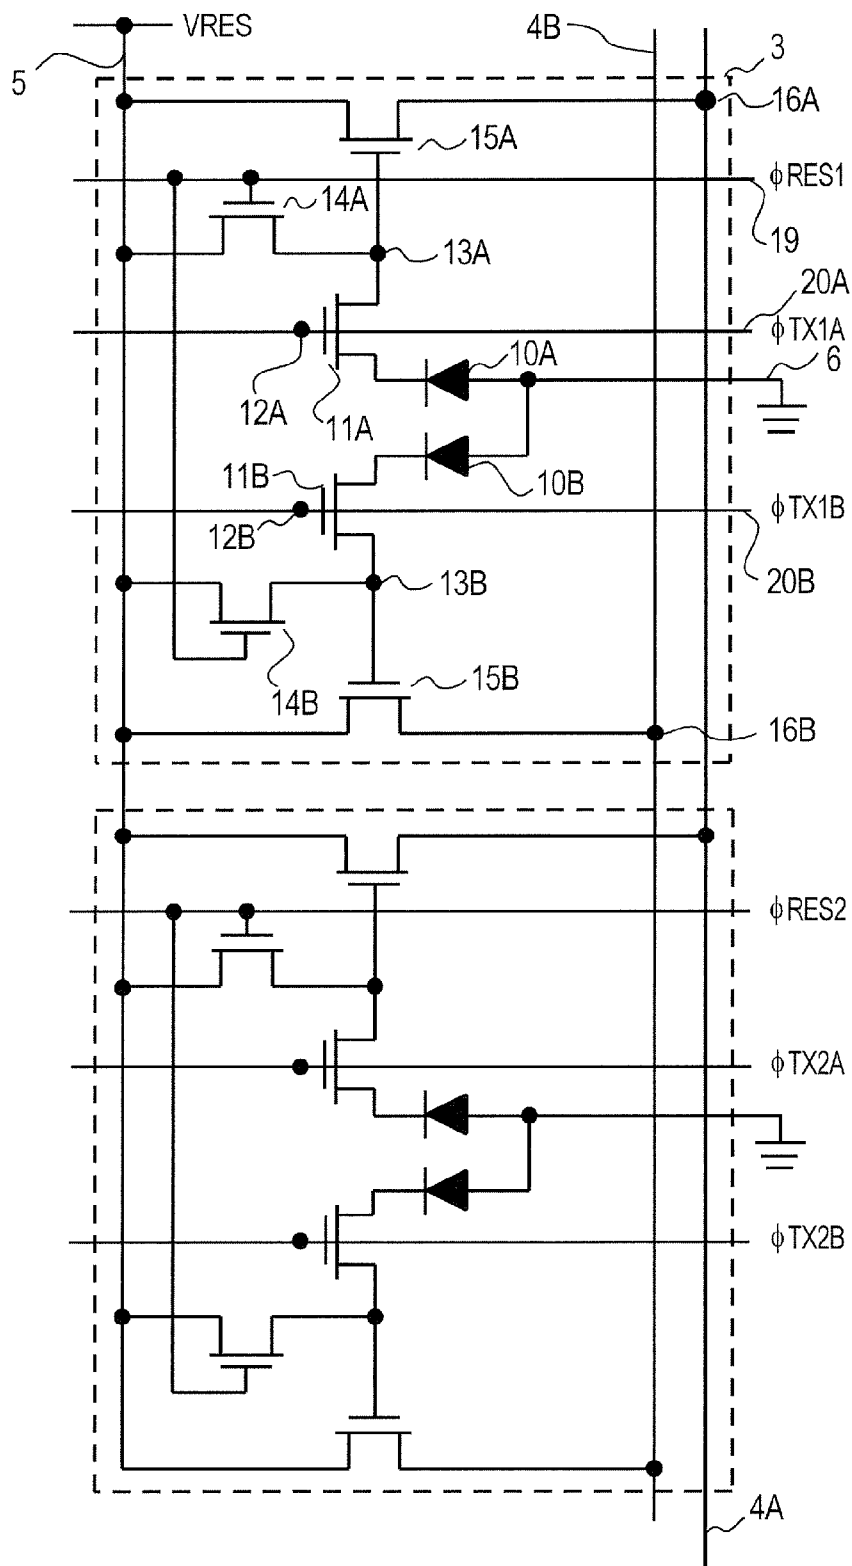 VRES
4B
5
3
16A
15A
ϕRES1
14A
19
13A
20A
ϕTX1A
10A
6
12A
11A
11B
10B
ϕTX1B
12B
13B
20B
15B
14B
16B
ϕRES2
ϕTX2A
ϕTX2B
4A